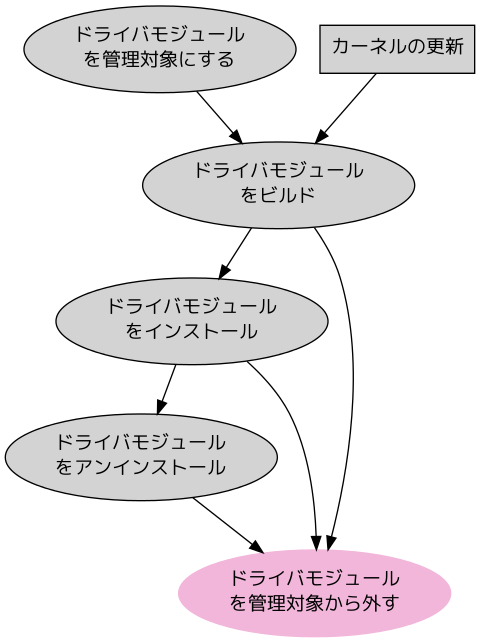 ドライバモジュール
を管理対象にする
カーネルの更新
ドライバモジュール
をビルド
ドライバモジュール
をインストール
ドライバモジュール
をアンインストール
ドライバモジュール
を管理対象から外す